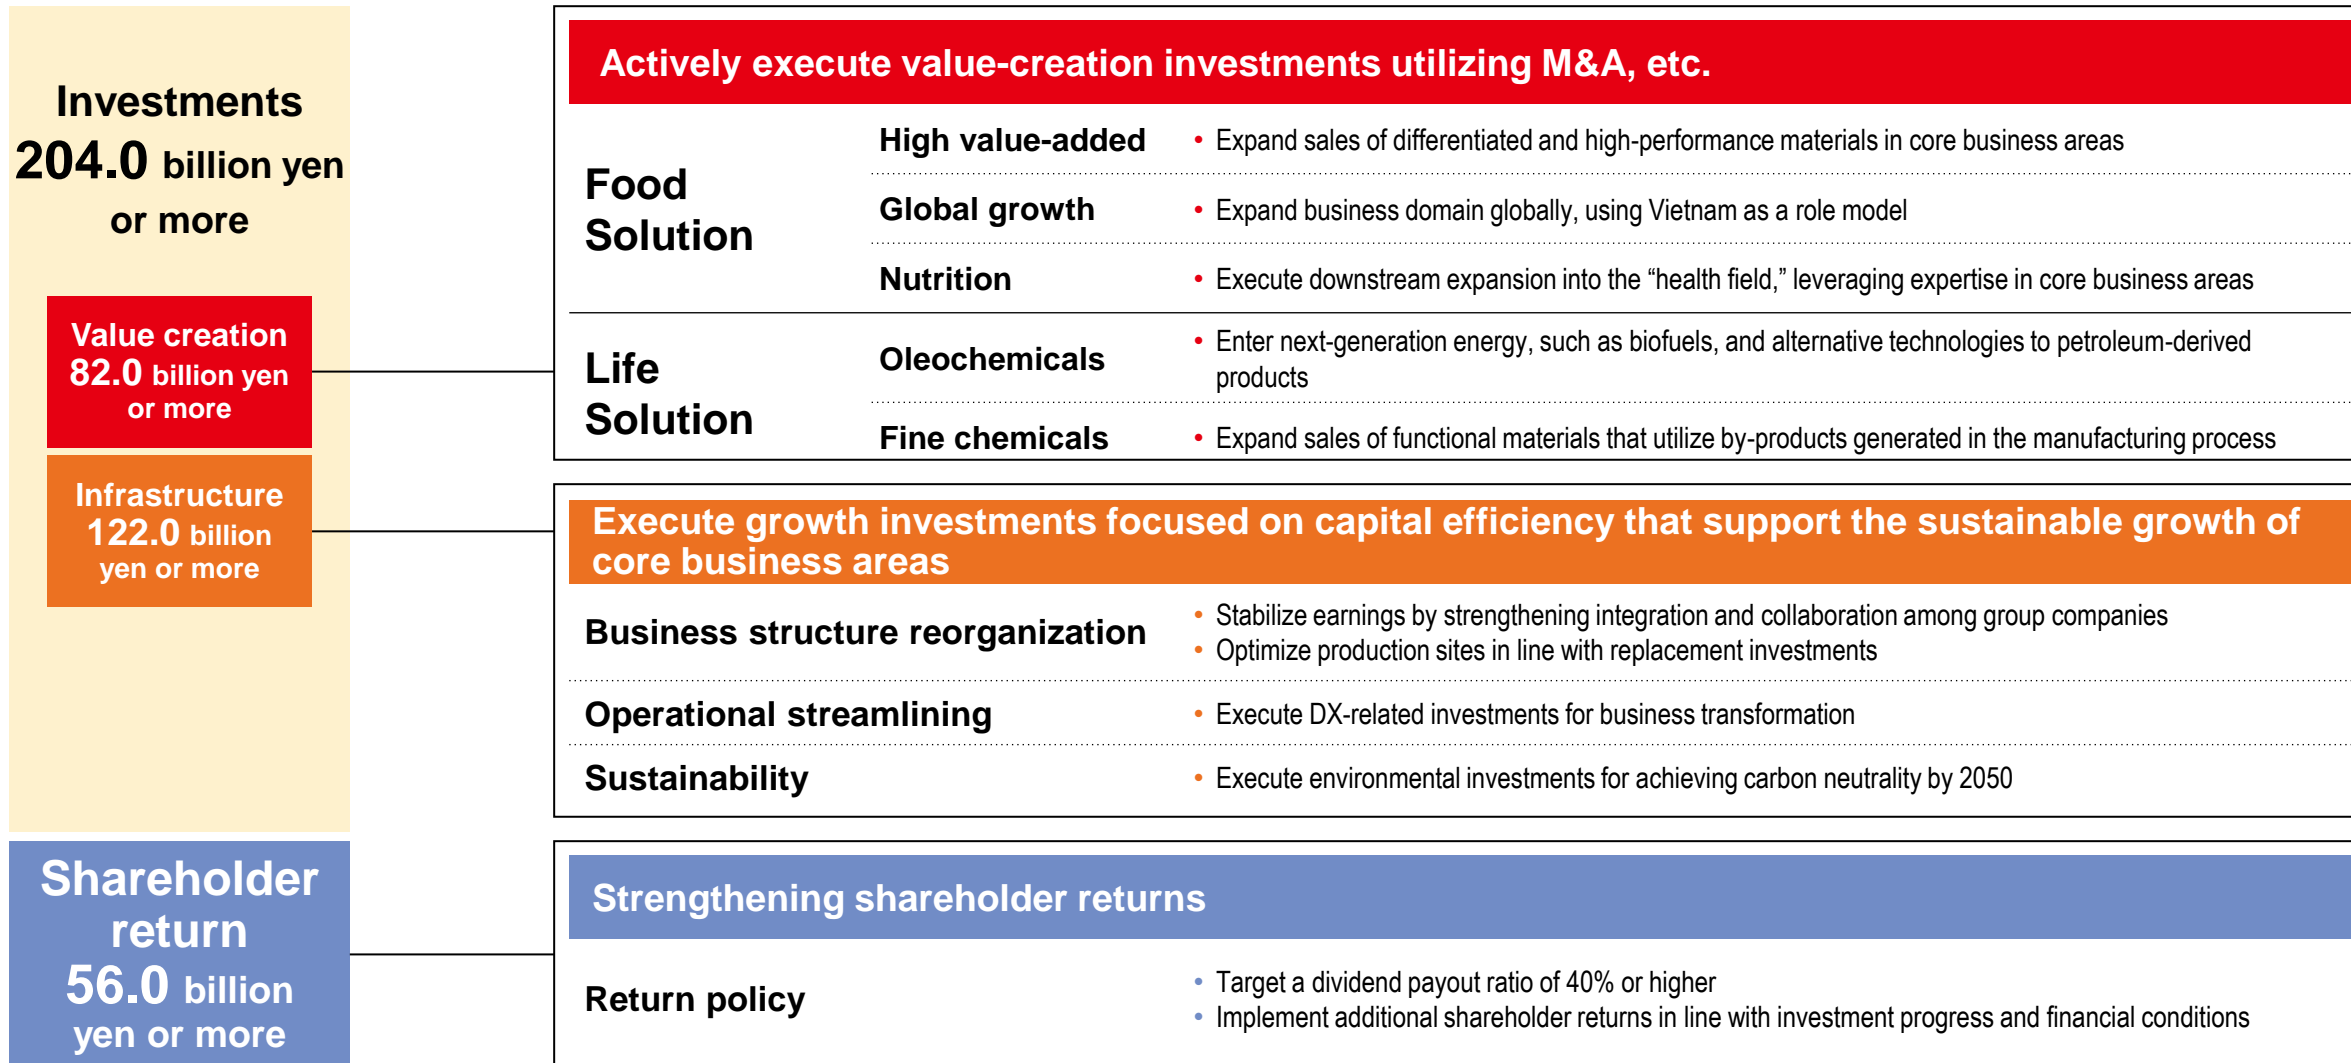 Investments
204.0 billion yen
or more
Value creation
82.0 billion yen
or more
Infrastructure
122.0 billion
yen or more
Shareholder
return
56.0 billion
yen or more
Actively execute value-creation investments utilizing M&A, etc.
Food
Solution
High value-added
• Expand sales of differentiated and high-performance materials in core business areas
Global growth
• Expand business domain globally, using Vietnam as a role model
Nutrition
• Execute downstream expansion into the “health field,” leveraging expertise in core business areas
Life
Solution
Oleochemicals
• Enter next-generation energy, such as biofuels, and alternative technologies to petroleum-derived
products
Fine chemicals
• Expand sales of functional materials that utilize by-products generated in the manufacturing process
Execute growth investments focused on capital efficiency that support the sustainable growth of
core business areas
Business structure reorganization
• Stabilize earnings by strengthening integration and collaboration among group companies
• Optimize production sites in line with replacement investments
Operational streamlining
• Execute DX-related investments for business transformation
Sustainability
• Execute environmental investments for achieving carbon neutrality by 2050
Strengthening shareholder returns
Return policy
• Target a dividend payout ratio of 40% or higher
• Implement additional shareholder returns in line with investment progress and financial conditions